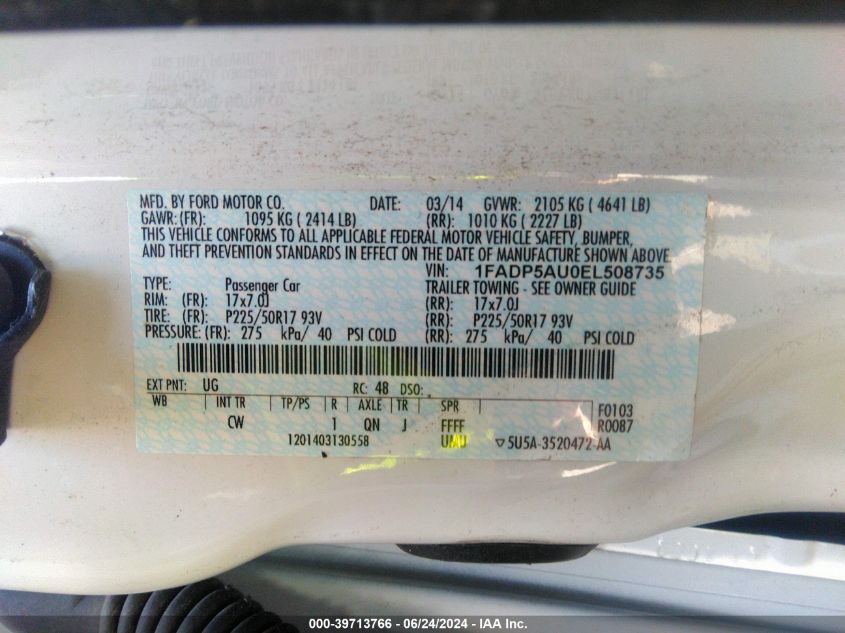 MFD. BY FORD MOTOR CO. DATE: 03/14 GVWR: 2105 KG ( 4641 LB)
GAWR: (FR): 1095 KG ( 2414 LB) (RR): 1010 KG ( 2227 LB)
THIS VEHICLE CONFORMS TO ALL APPLICABLE FEDERAL MOTOR VEHICLE SAFETY, BUMPER,
AND THEFT PREVENTION STANDARDS IN EFFECT ON THE DATE OF MANUFACTURE SHOWN ABOVE.
VIN: 1FADP5AU0EL508735
TYPE: Passenger Car TRAILER TOWING - SEE OWNER GUIDE
RIM: (FR): 17x7.0J (RR): 17x7.0J
TIRE: (FR): P225/50R17 93V (RR): P225/50R17 93V
PRESSURE: (FR): 275 kPa/ 40 PSI COLD (RR): 275 kPa/ 40 PSI COLD
EXT PNT: UG RC: 48 DSO:
WB INT TR TP/PS R AXLE TR SPR F0103
CW 1 QN J FFFF R0087
1201403130558 UMU ▽5U5A-3520472-AA
000-39713766 - 06/24/2024 - IAA Inc.